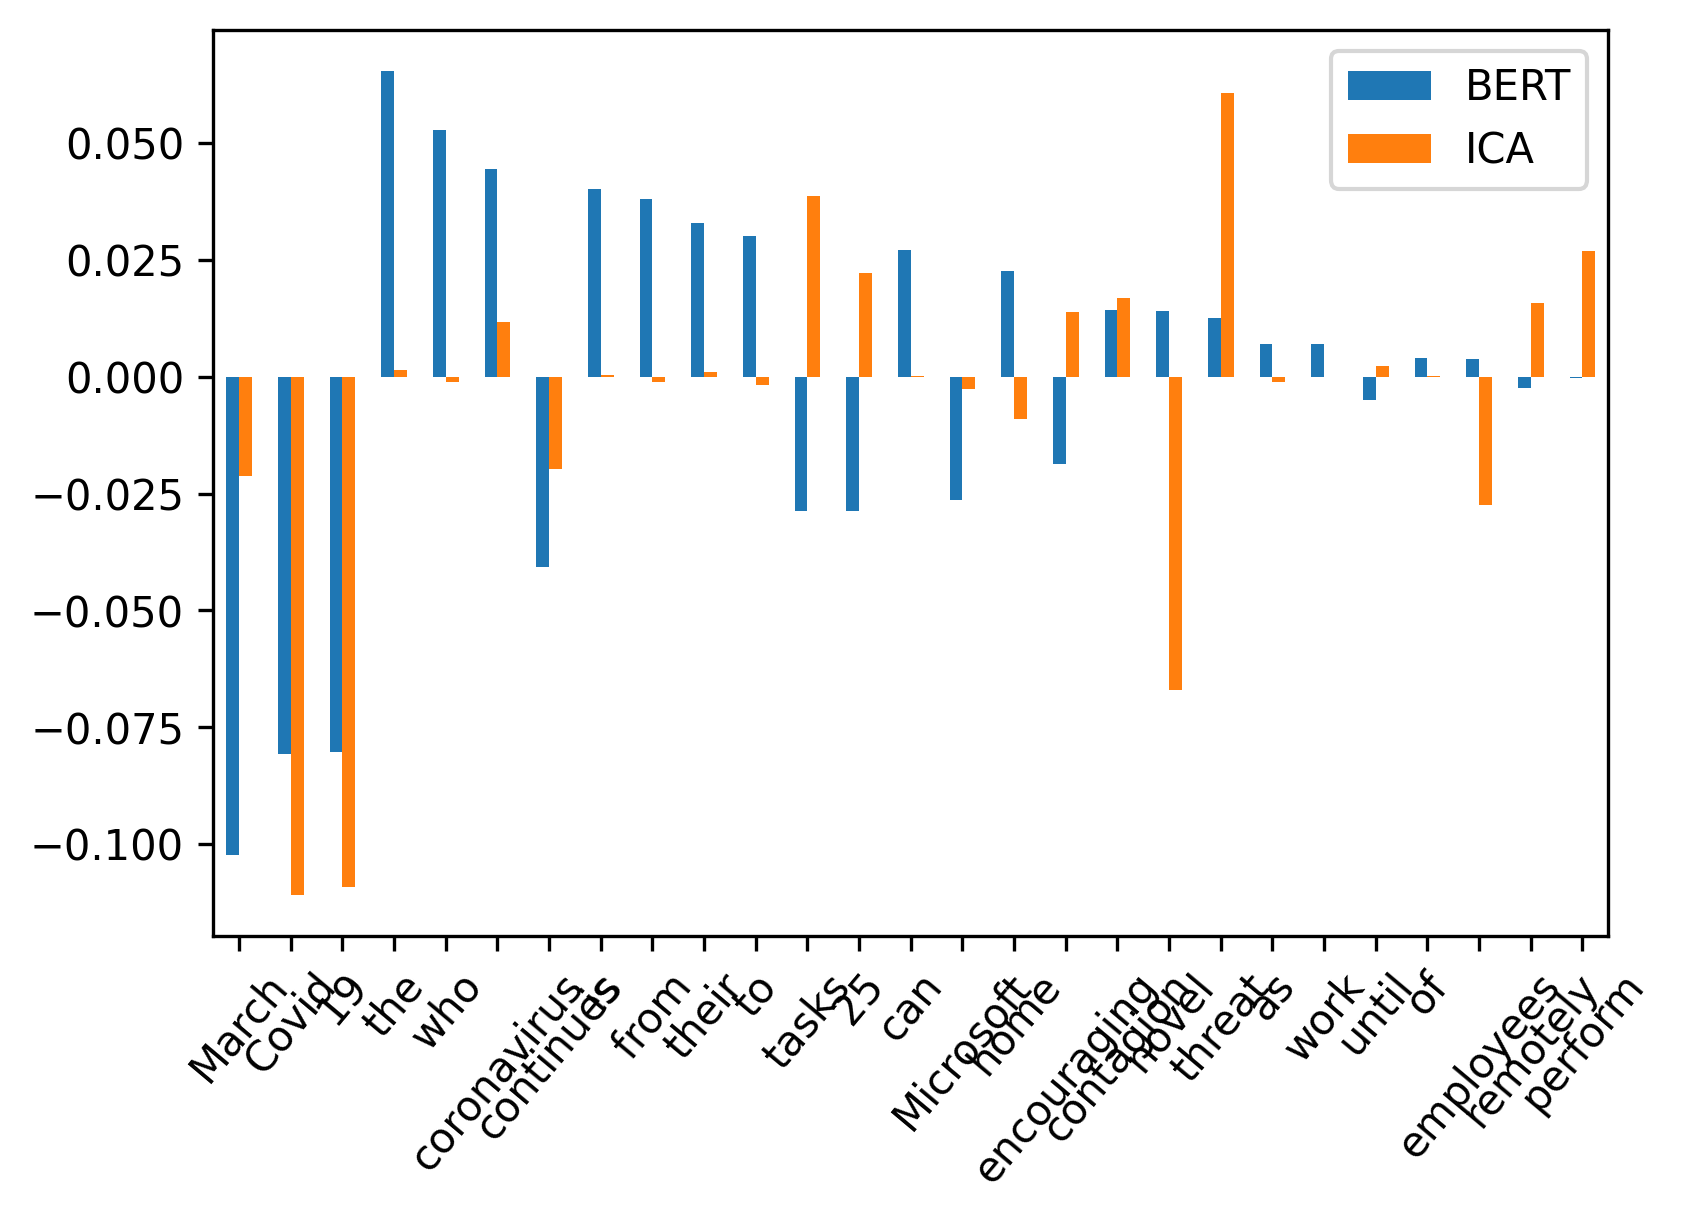 BERT
ICA
0.050
0.025
0.000
−0.025
−0.050
−0.075
−0.100
March
Covid
19
the
who
coronavirus
continues
is
from
their
to
tasks
25
can
Microsoft
home
encouraging
contagion
novel
threat
as
work
until
of
employees
remotely
perform